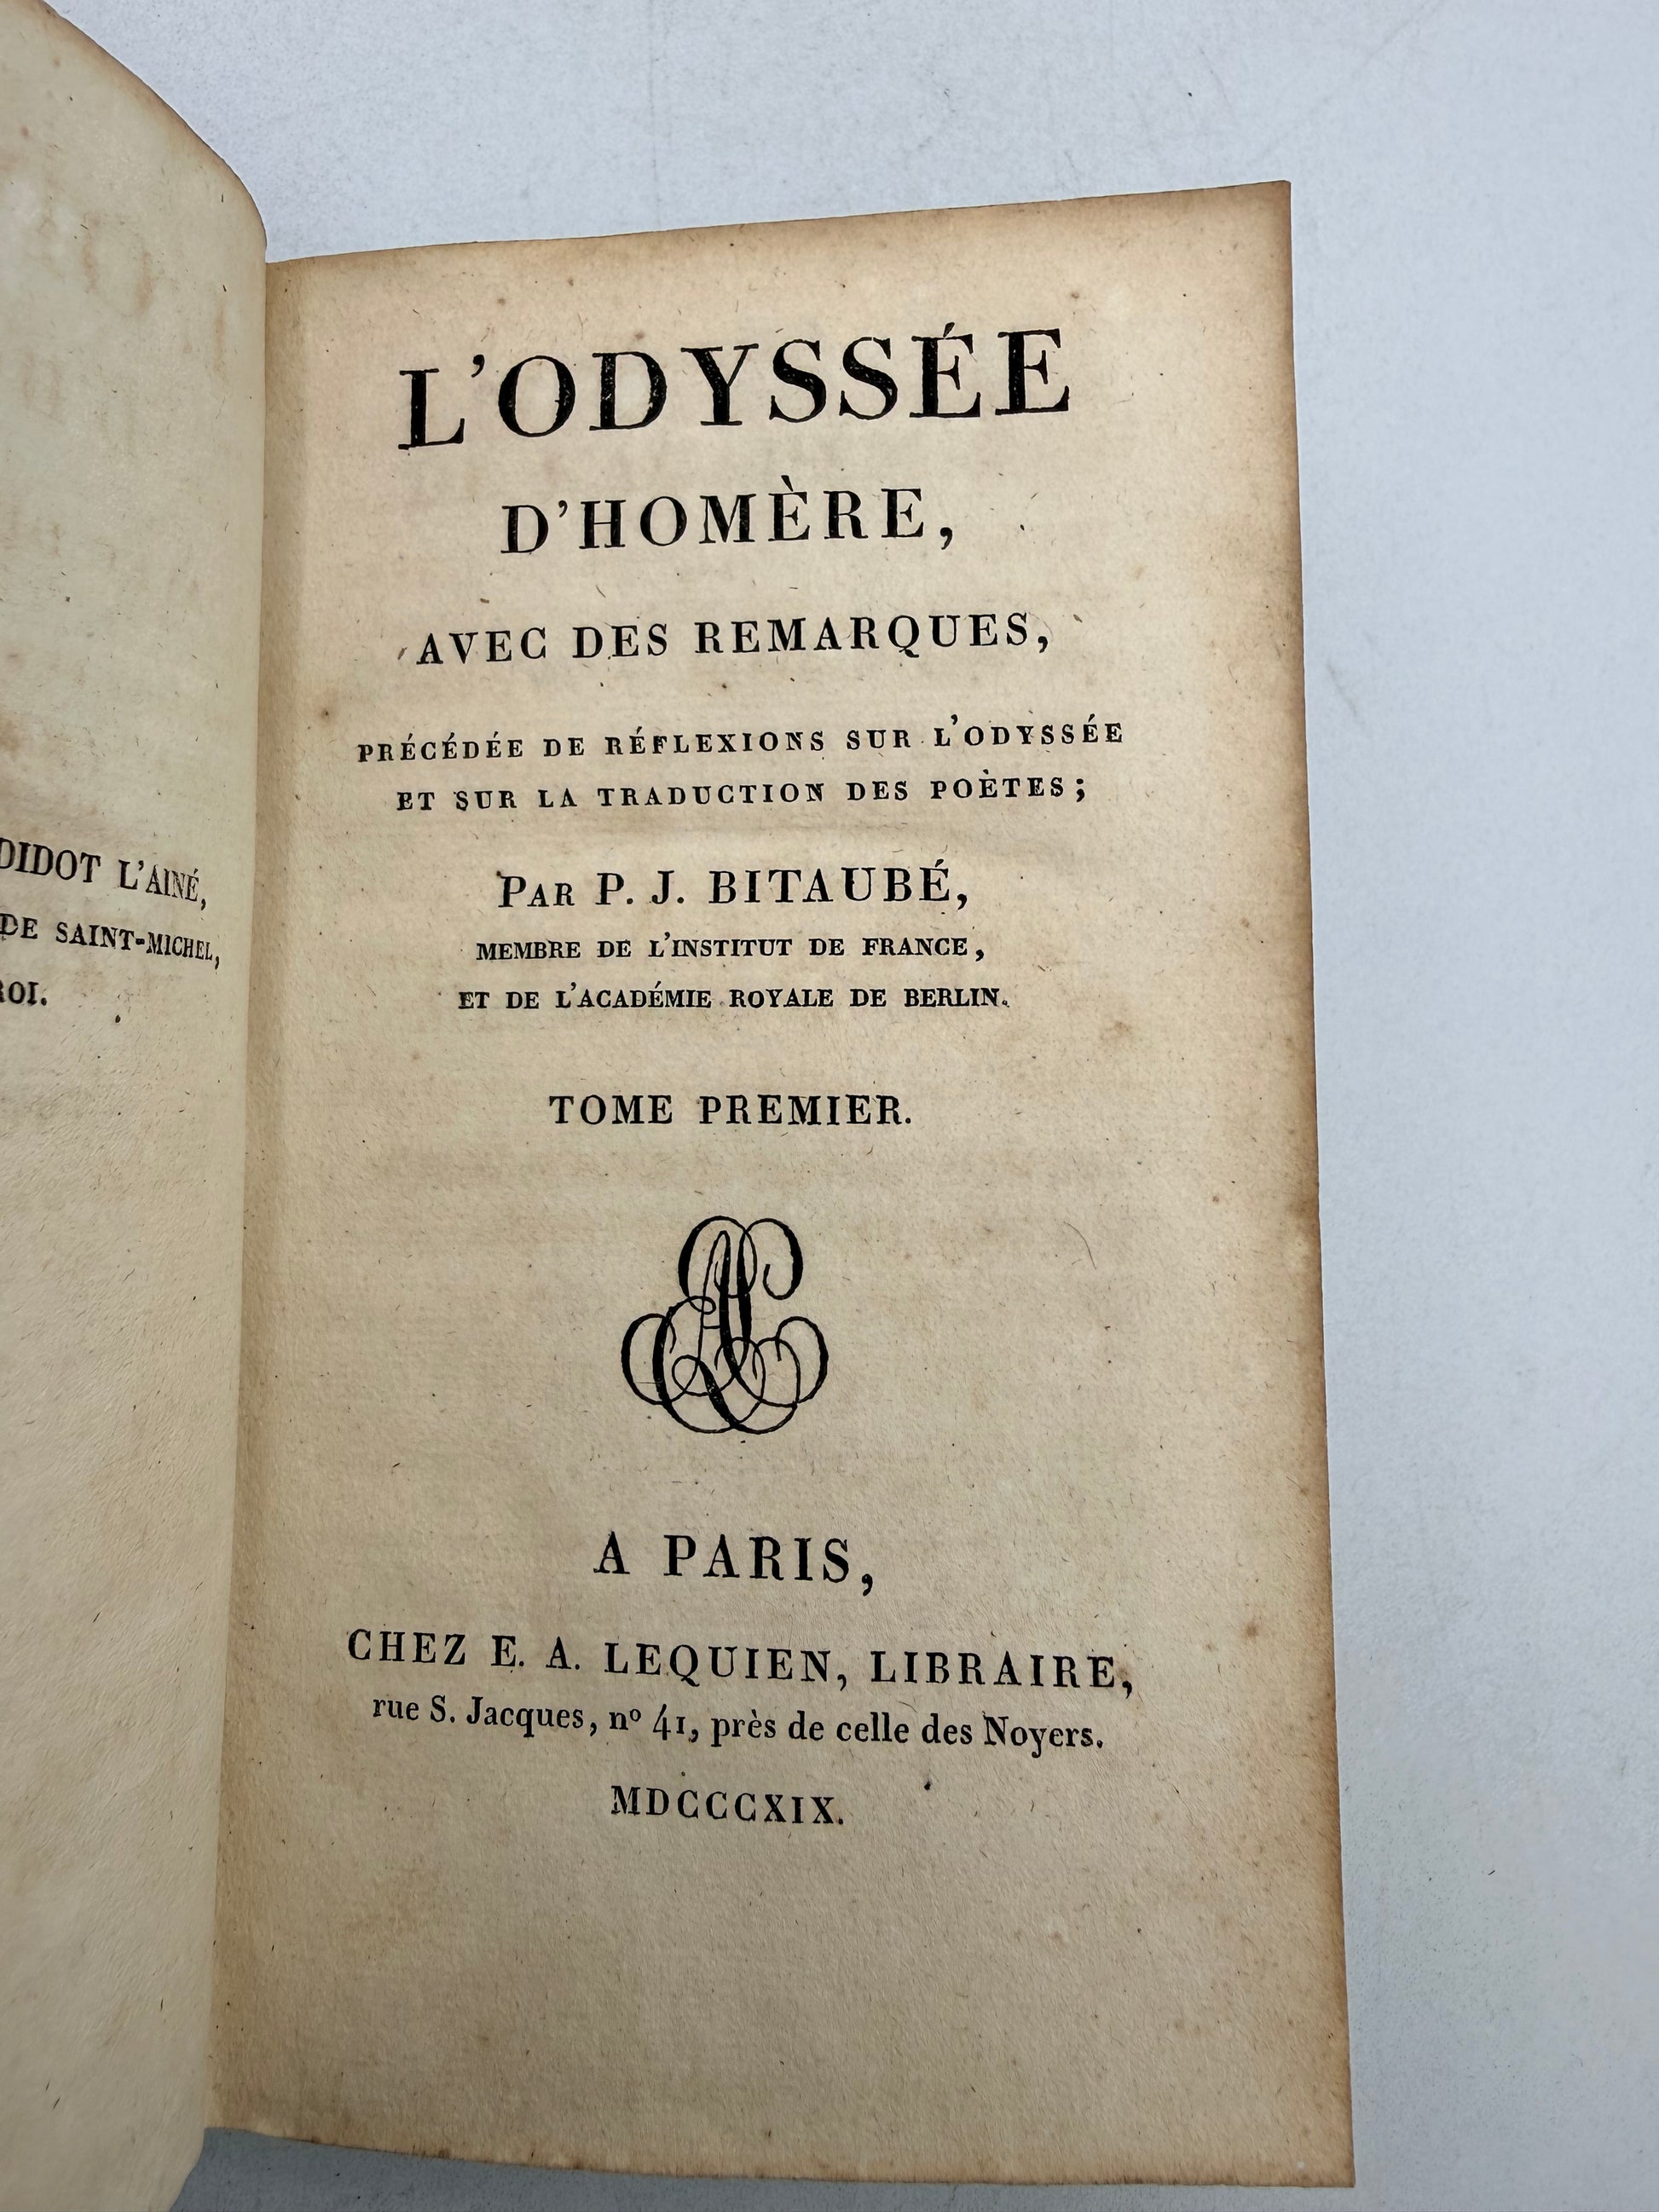 DIDOT L'AINÉ,
DE SAINT-MICHEL,
ROI.
L'ODYSSÉE
D'HOMÈRE,
AVEC DES REMARQUES,
PRÉCÉDÉE DE RÉFLEXIONS SUR L'ODYSSÉE
ET SUR LA TRADUCTION DES POÈTES;
PAR P. J. BITAUBÉ,
MEMBRE DE L'INSTITUT DE FRANCE,
ET DE L'ACADÉMIE ROYALE DE BERLIN.
TOME PREMIER.
A PARIS,
CHEZ E. A. LEQUIEN, LIBRAIRE,
rue S. Jacques, nº 41, près de celle des Noyers.
MDCCCXIX.